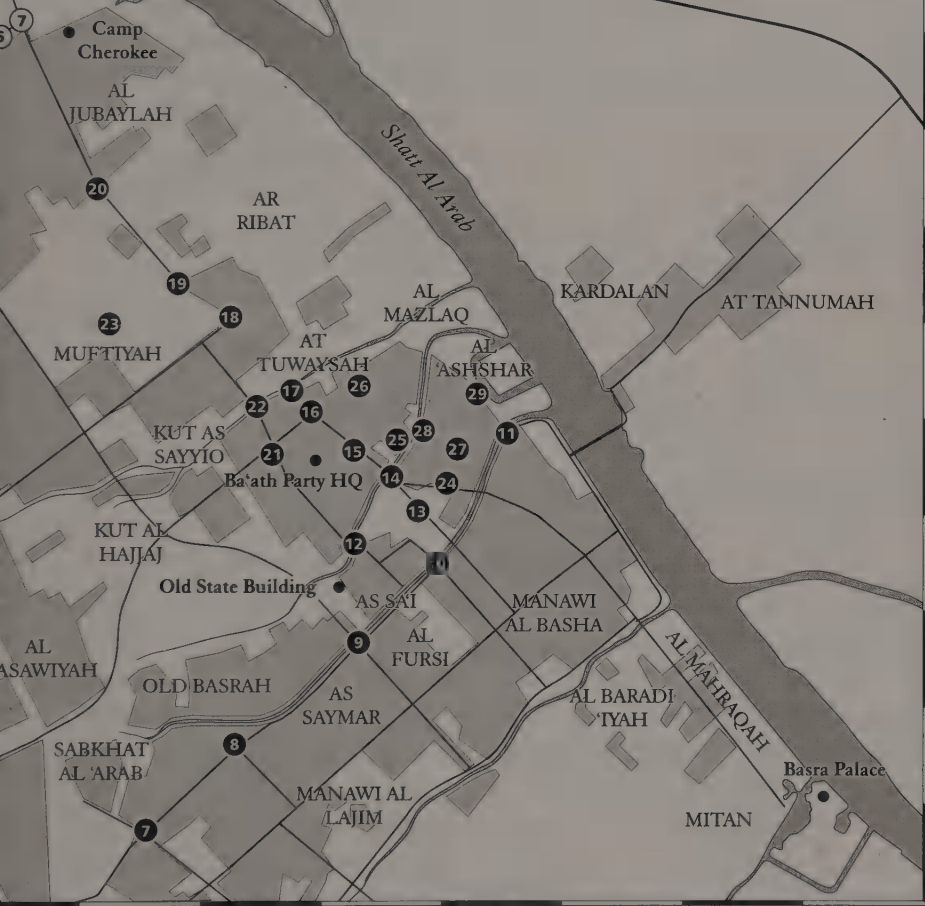 7
Camp
Cherokee
AL
JUBAYLAH
20
AR
RIBAT
Shatt Al Arab
19
18
23
MUFTIYAH
AL
MAZLAQ
KARDALAN
AT TANNUMAH
AT
TUWAYSAH
AL
'ASHSHAR
17
26
29
22
16
KUT AS
SAYYIO
21
15
25
28
27
11
Ba'ath Party HQ
14
24
13
KUT AL
HAJJAJ
12
10
Old State Building
AS SA'I
MANAWI
AL BASHA
9
AL
FURSI
AL
ASAWIYAH
OLD BASRAH
AS
SAYMAR
AL BARADI
'IYAH
AL MAHRAQAH
8
SABKHAT
AL 'ARAB
Basra Palace
MANAWI AL
LAJIM
MITAN
7